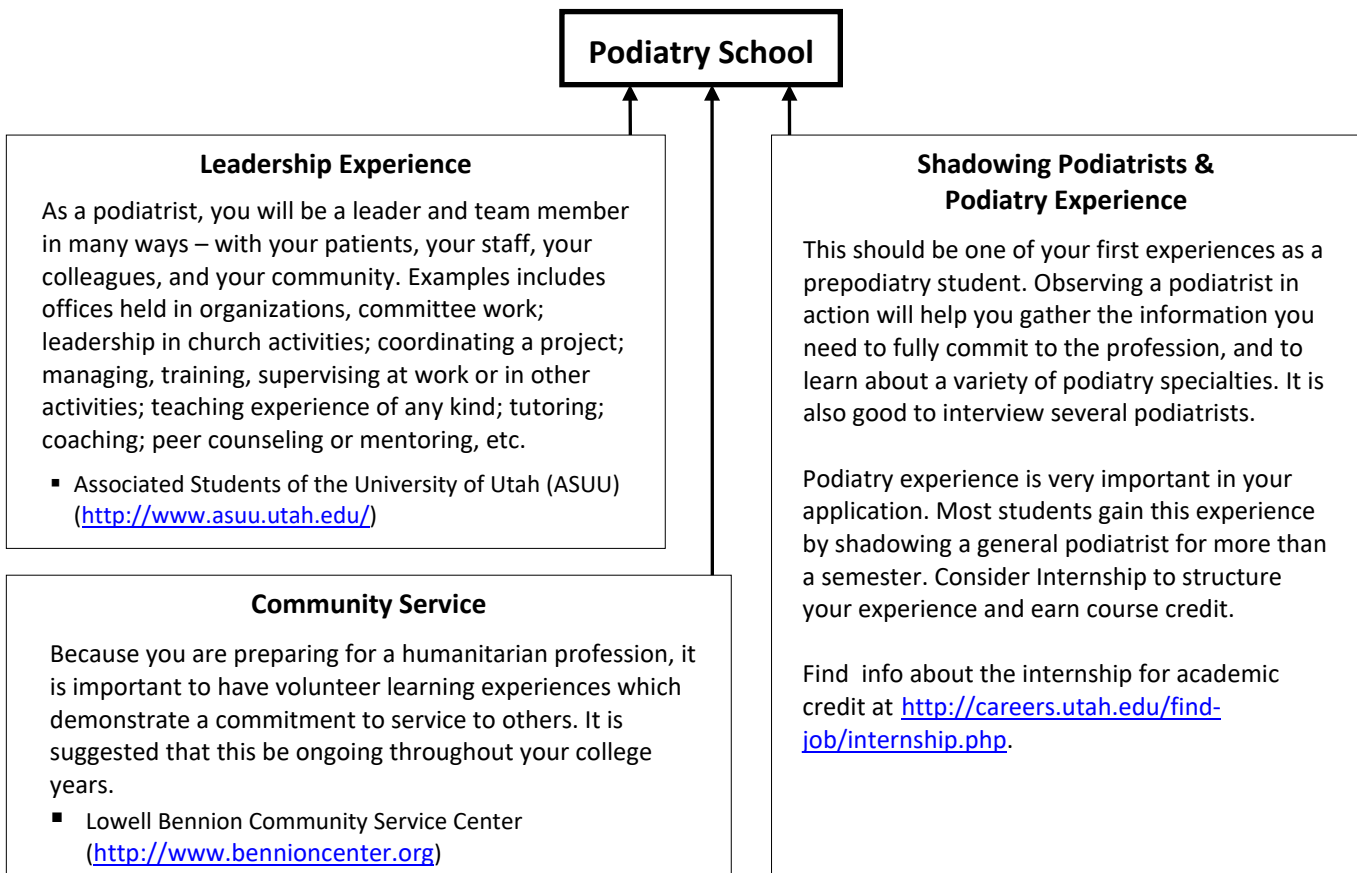 Podiatry School
Leadership Experience
As a podiatrist, you will be a leader and team member
in many ways – with your patients, your staff, your
colleagues, and your community. Examples includes
offices held in organizations, committee work;
leadership in church activities; coordinating a project;
managing, training, supervising at work or in other
activities; teaching experience of any kind; tutoring;
coaching; peer counseling or mentoring, etc.
▪ Associated Students of the University of Utah (ASUU)
(http://www.asuu.utah.edu/)
Community Service
Because you are preparing for a humanitarian profession, it
is important to have volunteer learning experiences which
demonstrate a commitment to service to others. It is
suggested that this be ongoing throughout your college
years.
▪ Lowell Bennion Community Service Center
(http://www.bennioncenter.org)
Shadowing Podiatrists &
Podiatry Experience
This should be one of your first experiences as a
prepodiatry student. Observing a podiatrist in
action will help you gather the information you
need to fully commit to the profession, and to
learn about a variety of podiatry specialties. It is
also good to interview several podiatrists.
Podiatry experience is very important in your
application. Most students gain this experience
by shadowing a general podiatrist for more than
a semester. Consider Internship to structure
your experience and earn course credit.
Find info about the internship for academic
credit at http://careers.utah.edu/find-
job/internship.php.